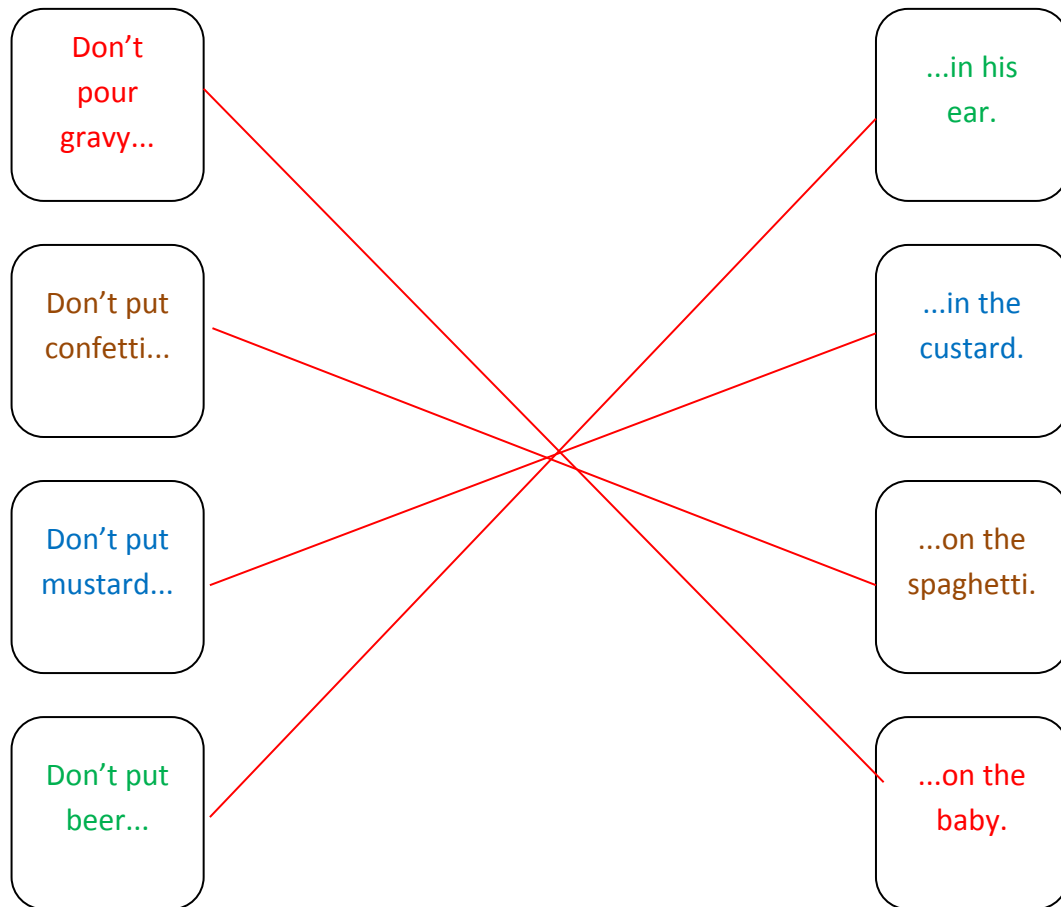 Don’t
pour
gravy...
...in his
ear.
Don’t put
confetti...
...in the
custard.
Don’t put
mustard...
...on the
spaghetti.
Don’t put
beer...
...on the
baby.